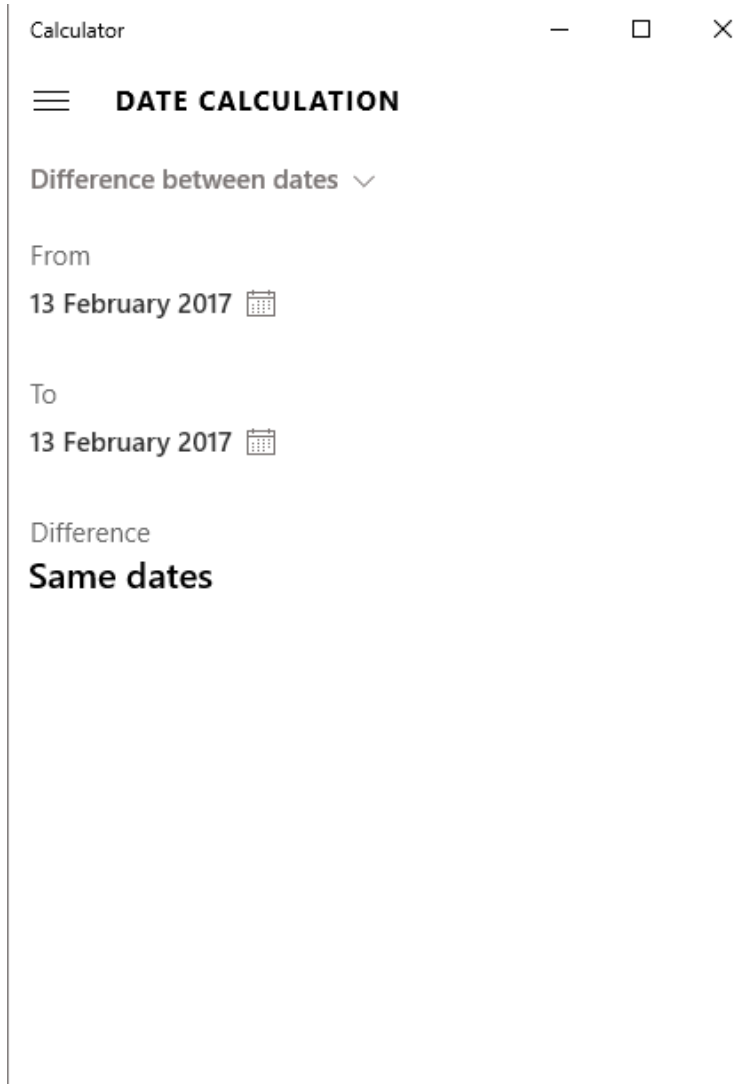 Calculator
DATE CALCULATION
Difference between dates
From
13 February 2017
To
13 February 2017
Difference
Same dates